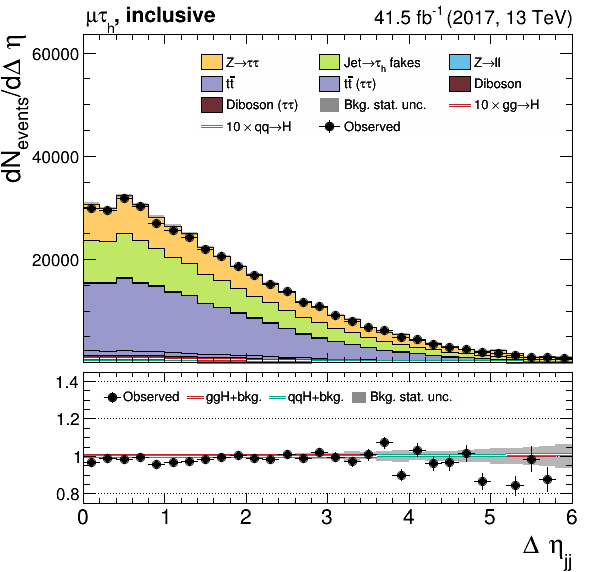 μτh, inclusive
41.5 fb-1 (2017, 13 TeV)
dNevents/dΔ η
60000
40000
20000
Z→ττ
Jet→τh fakes
Z→ll
tt̄
tt̄ (ττ)
Diboson
Diboson (ττ)
Bkg. stat. unc.
10 × gg→H
10 × qq→H
Observed
1.4
1.2
1
0.8
Observed
ggH+bkg.
qqH+bkg.
Bkg. stat. unc.
0 1 2 3 4 5 6
Δ ηjj